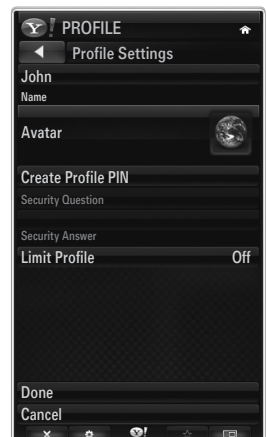 Y! PROFILE
Profile Settings
John
Name
Avatar
Create Profile PIN
Security Question
Security Answer
Limit Profile Off
Done
Cancel
Y!